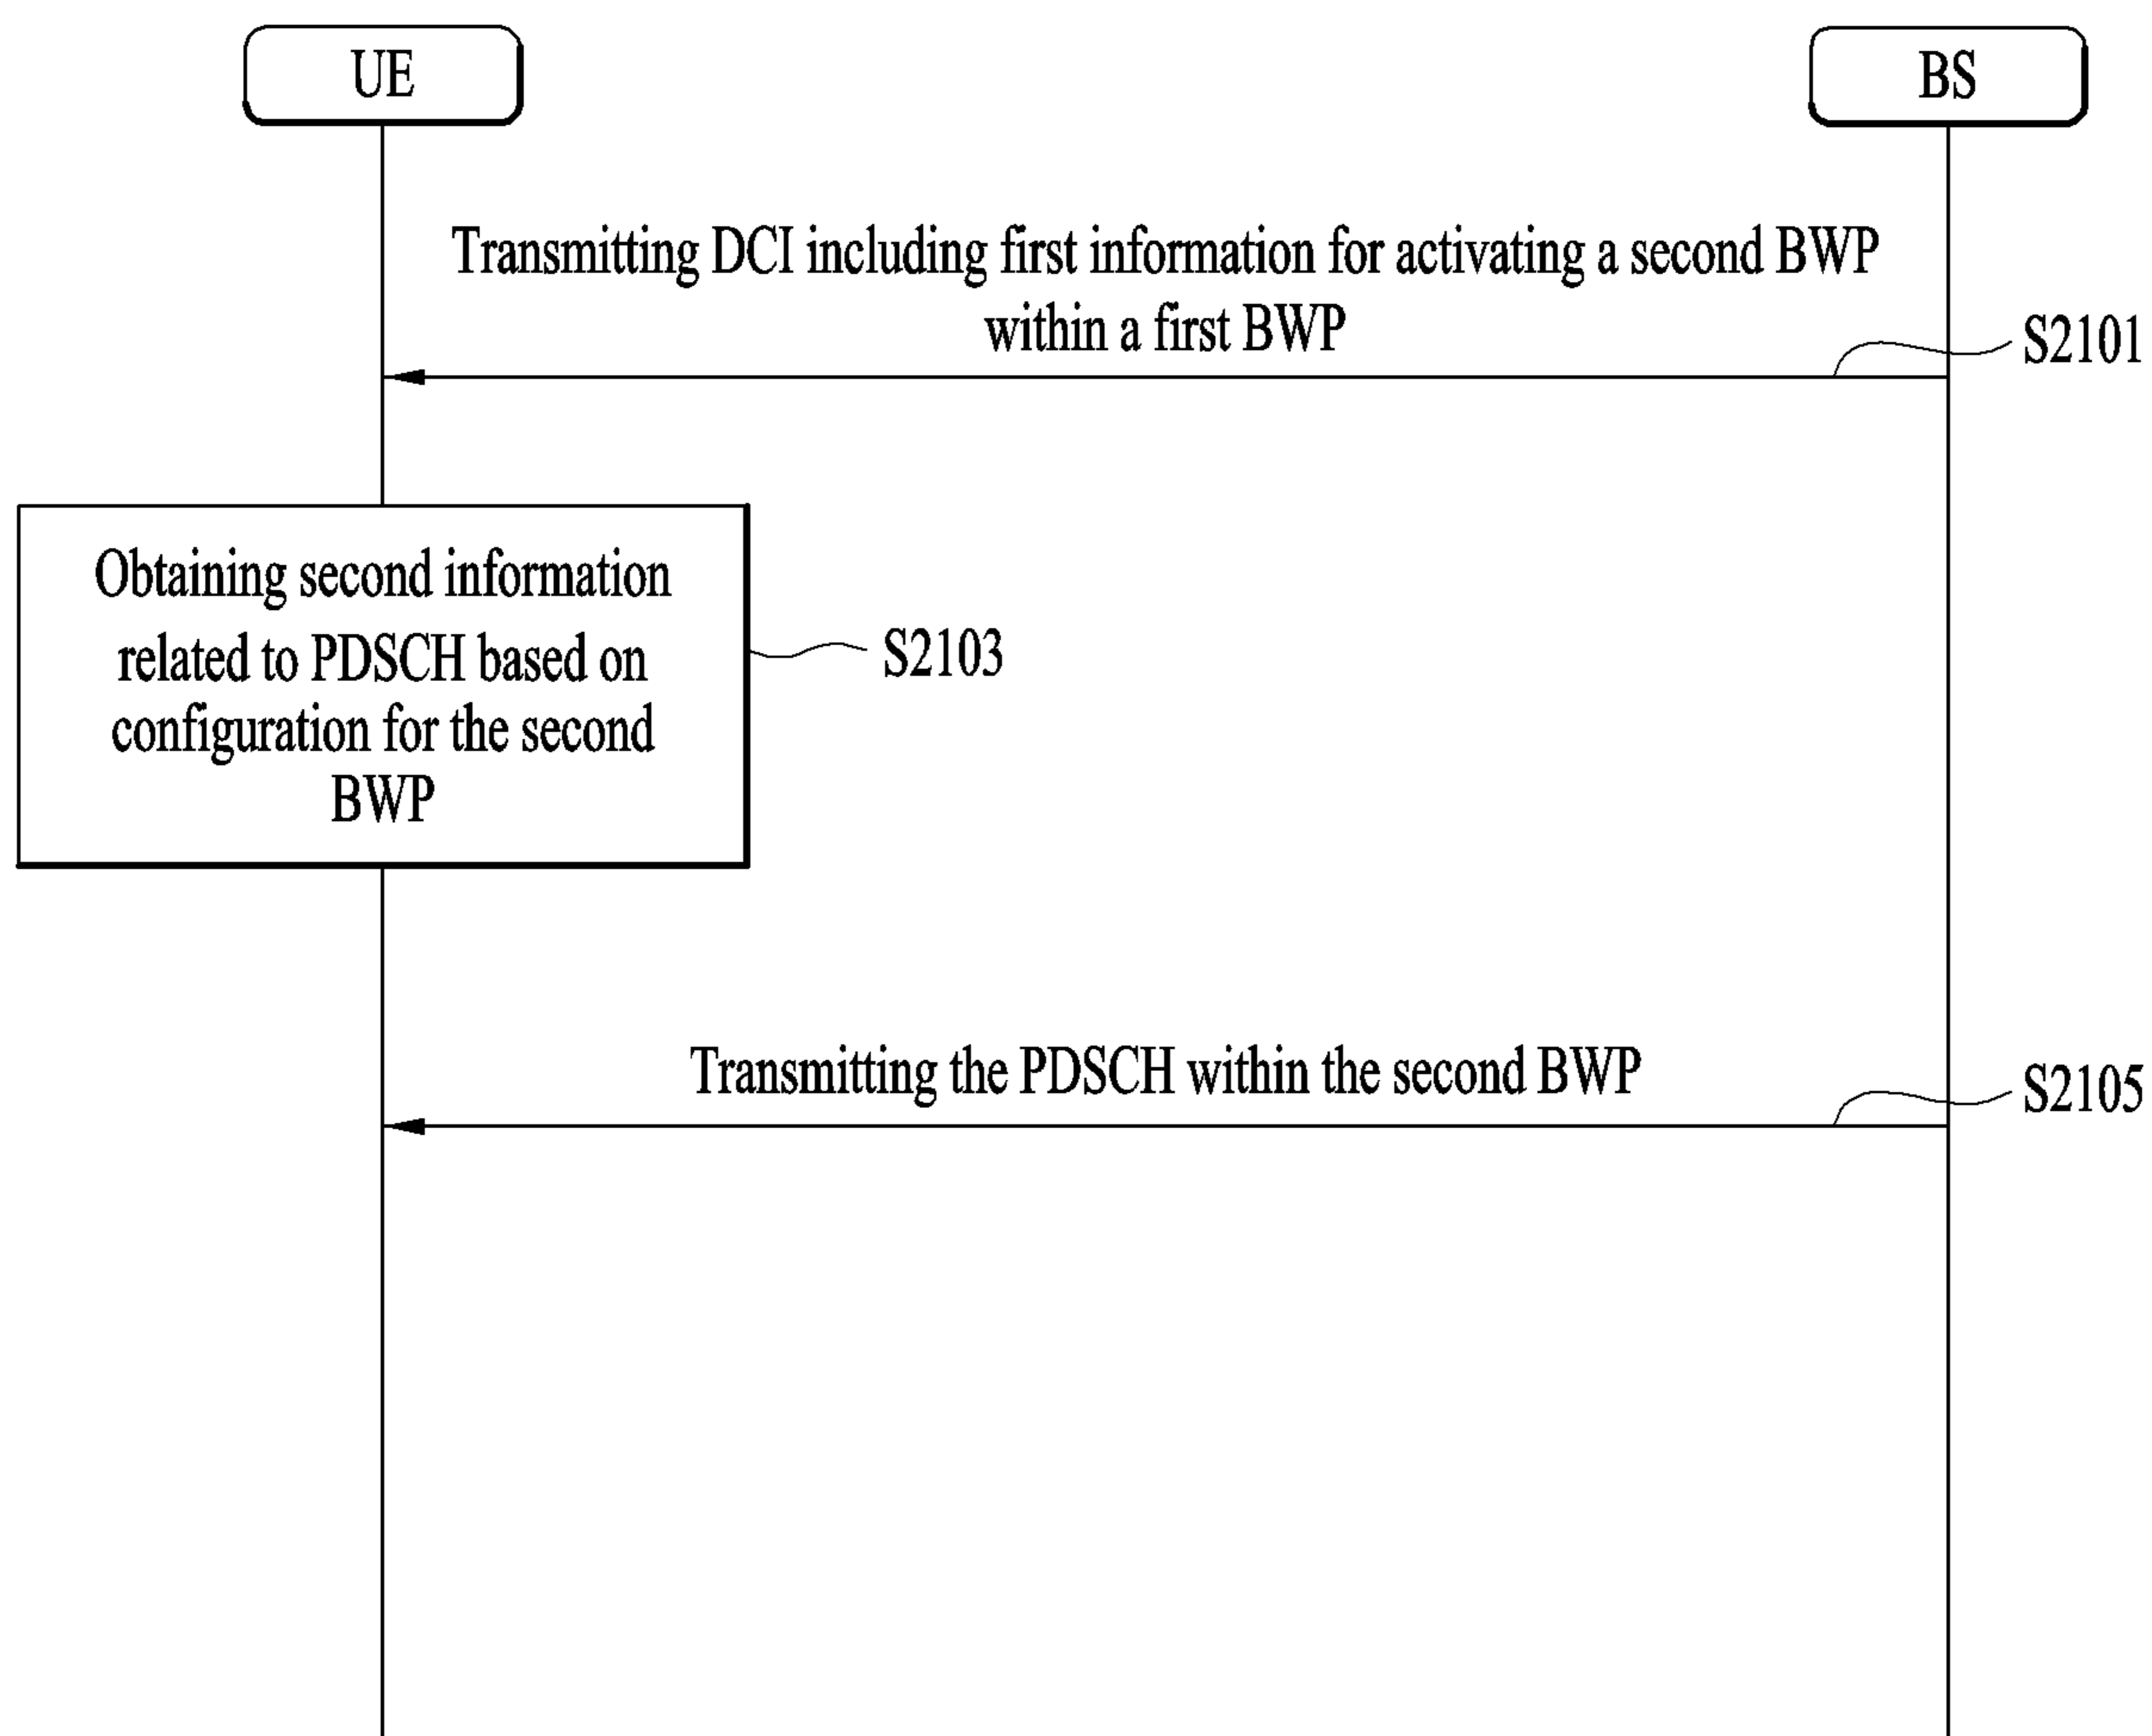 UE
BS
Transmitting DCI including first information for activating a second BWP
within a first BWP
S2101
Obtaining second information
related to PDSCH based on
configuration for the second
BWP
S2103
Transmitting the PDSCH within the second BWP
S2105